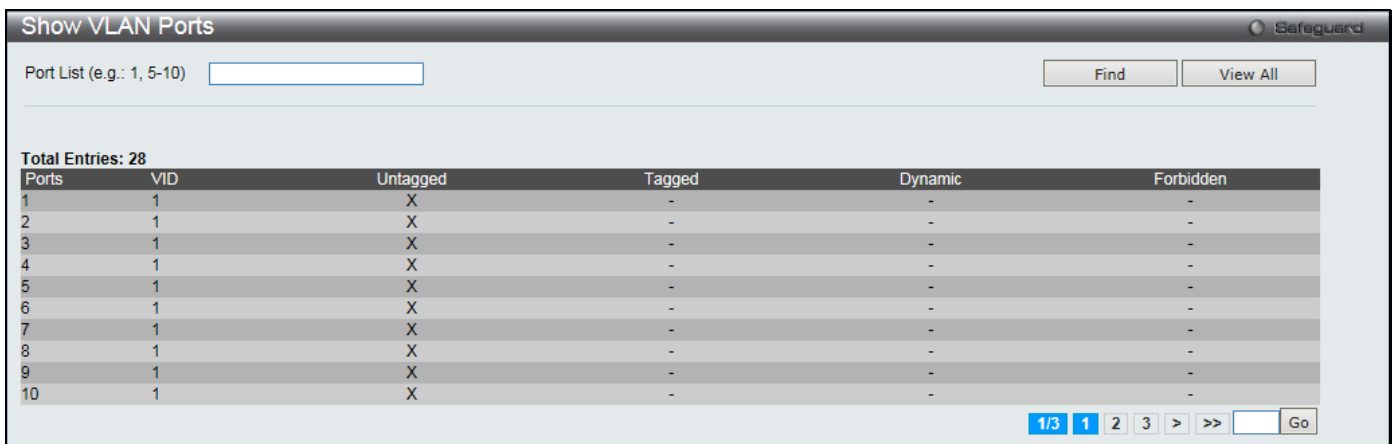 Show VLAN Ports Safeguard
Port List (e.g.: 1, 5-10) Find View All
Total Entries: 28
Ports VID Untagged Tagged Dynamic Forbidden
1 1 X - - -
2 1 X - - -
3 1 X - - -
4 1 X - - -
5 1 X - - -
6 1 X - - -
7 1 X - - -
8 1 X - - -
9 1 X - - -
10 1 X - - -
1/3 1 2 3 > >> Go